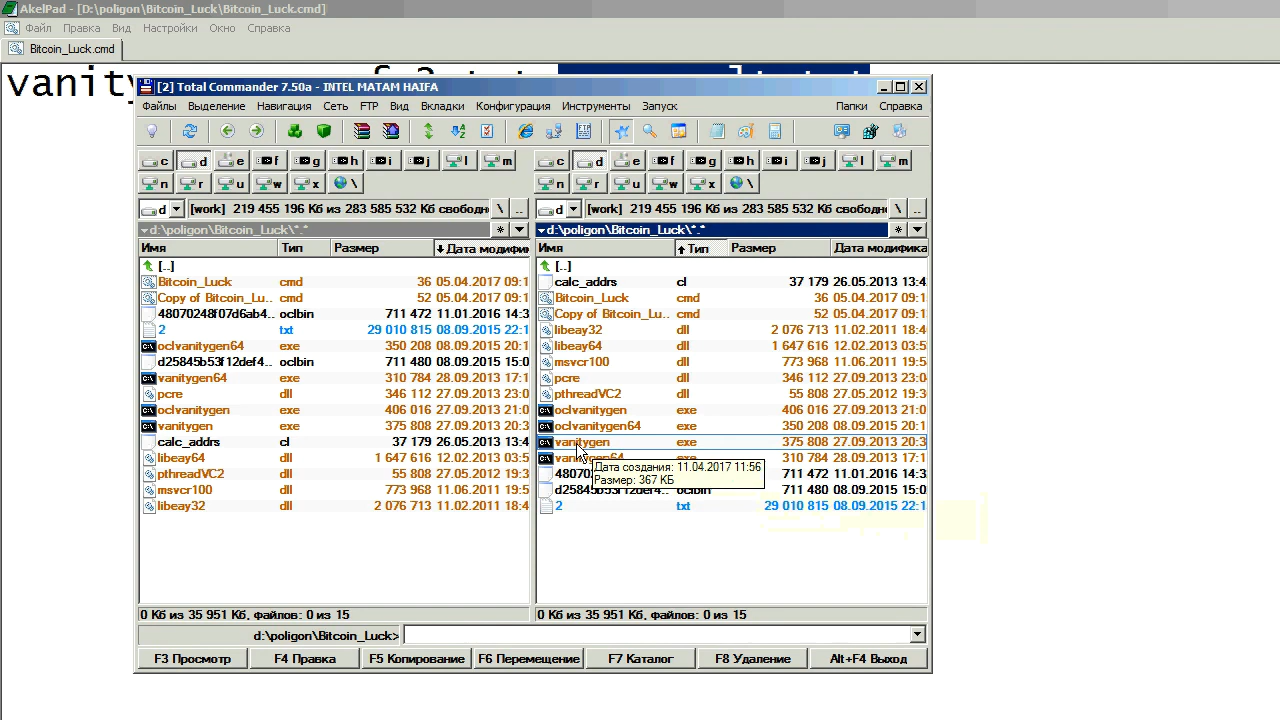 AkelPad - [D:\poligon\Bitcoin_Luck\Bitcoin_Luck.cmd]
Файл Правка Вид Настройки Окно Справка
Bitcoin_Luck.cmd
[2] Total Commander 7.50a - INTEL MATAM HAIFA
Файлы Выделение Навигация Сеть FTP Вид Вкладки Конфигурация Инструменты Запуск Папки Справка
c d e f g h i j l m
n r u w x \
d [work] 219 455 196 Кб из 283 585 532 Кб свободн \ ..
d:\poligon\Bitcoin_Luck\*.* * 
Имя Тип Размер Дата модифи
[..]
Bitcoin_Luck cmd 36 05.04.2017 09:1
Copy of Bitcoin_Lu... cmd 52 05.04.2017 09:1
48070248f07d6ab4... oclbin 711 472 11.01.2016 14:3
2 txt 29 010 815 08.09.2015 22:1
oclvanitygen64 exe 350 208 08.09.2015 20:1
d25845b53f12def4... oclbin 711 480 08.09.2015 15:0
vanitygen64 exe 310 784 28.09.2013 17:1
pcre dll 346 112 27.09.2013 23:0
oclvanitygen exe 406 016 27.09.2013 21:0
vanitygen exe 375 808 27.09.2013 20:3
calc_addrs cl 37 179 26.05.2013 13:4
libeay64 dll 1 647 616 12.02.2013 03:5
pthreadVC2 dll 55 808 27.05.2012 19:3
msvcr100 dll 773 968 11.06.2011 19:5
libeay32 dll 2 076 713 11.02.2011 18:4
0 Кб из 35 951 Кб, файлов: 0 из 15
c d e f g h i j l m
n r u w x \
d [work] 219 455 196 Кб из 283 585 532 Кб свободн \ ..
d:\poligon\Bitcoin_Luck\*.* *
Имя Тип Размер Дата модифика
[..]
calc_addrs cl 37 179 26.05.2013 13:4
Bitcoin_Luck cmd 36 05.04.2017 09:1
Copy of Bitcoin_Lu... cmd 52 05.04.2017 09:1
libeay32 dll 2 076 713 11.02.2011 18:4
libeay64 dll 1 647 616 12.02.2013 03:5
msvcr100 dll 773 968 11.06.2011 19:5
pcre dll 346 112 27.09.2013 23:0
pthreadVC2 dll 55 808 27.05.2012 19:3
oclvanitygen exe 406 016 27.09.2013 21:0
oclvanitygen64 exe 350 208 08.09.2015 20:1
vanitygen exe 375 808 27.09.2013 20:3
vanitygen64 exe 310 784 28.09.2013 17:1
Дата создания: 11.04.2017 11:56
Размер: 367 КБ
711 472 11.01.2016 14:3
oclbin 711 480 08.09.2015 15:0
2 txt 29 010 815 08.09.2015 22:1
0 Кб из 35 951 Кб, файлов: 0 из 15
d:\poligon\Bitcoin_Luck>
F3 Просмотр F4 Правка F5 Копирование F6 Перемещение F7 Каталог F8 Удаление Alt+F4 Выход